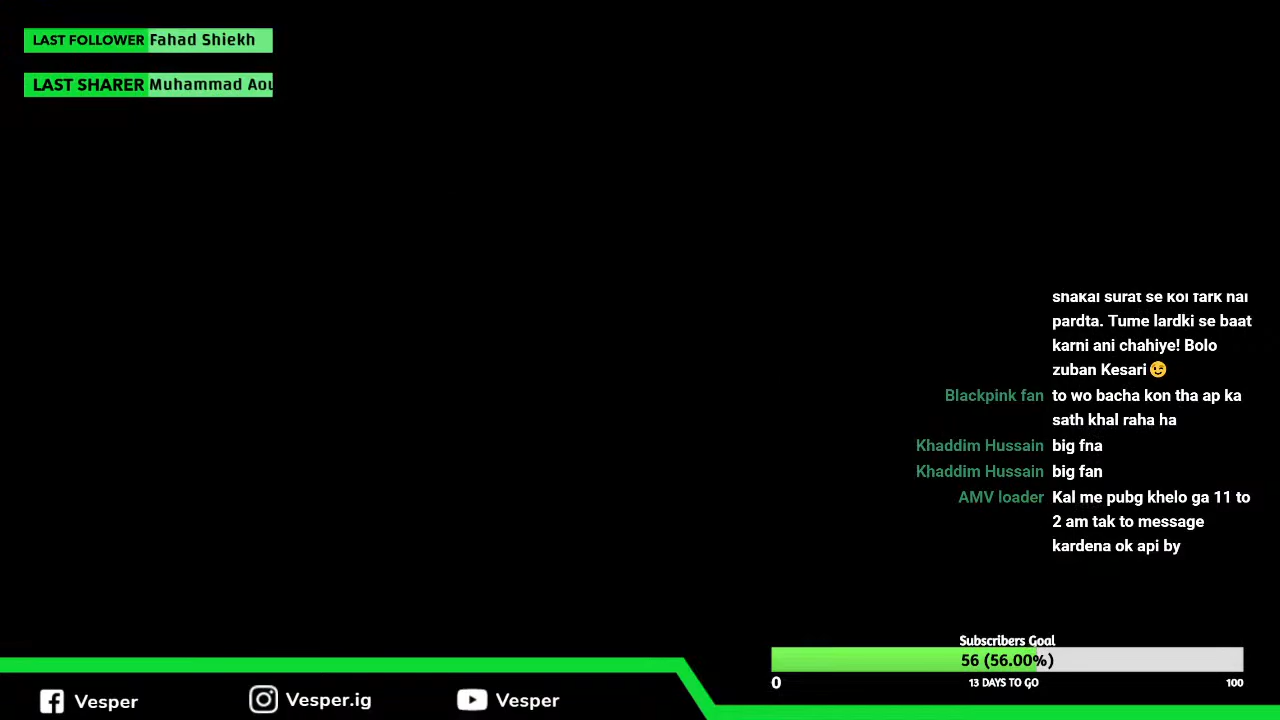 LAST FOLLOWER Fahad Shiekh
LAST SHARER Muhammad Aou
shakal surat se koi fark nai
pardta. Tume lardki se baat
karni ani chahiye! Bolo
zuban Kesari😉
Blackpink fan to wo bacha kon tha ap ka
sath khal raha ha
Khaddim Hussain big fna
Khaddim Hussain big fan
AMV loader Kal me pubg khelo ga 11 to
2 am tak to message
kardena ok api by
Subscribers Goal
56 (56.00%)
0 13 DAYS TO GO 100
Vesper Vesper.ig Vesper